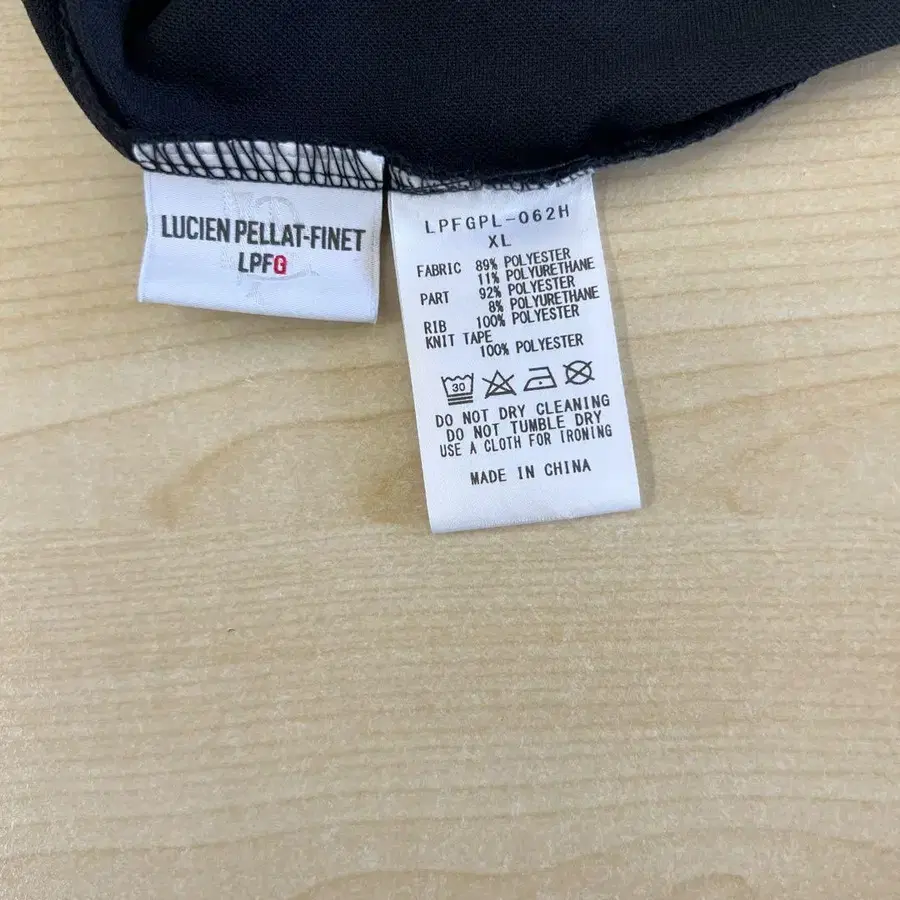 LUCIEN PELLAT-FINET
LPFG
LPFGPL-062H
XL
FABRIC 89% POLYESTER
11% POLYURETHANE
PART 92% POLYESTER
8% POLYURETHANE
RIB 100% POLYESTER
KNIT TAPE
100% POLYESTER
30
DO NOT DRY CLEANING
DO NOT TUMBLE DRY
USE A CLOTH FOR IRONING
MADE IN CHINA